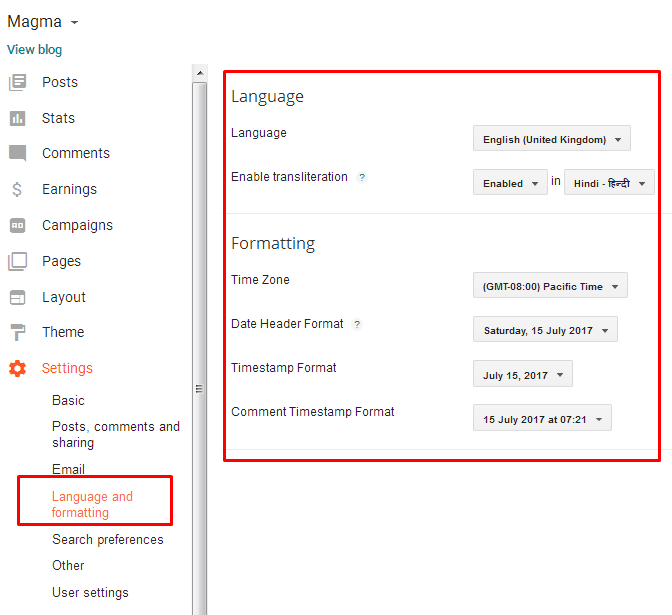 Magma
View blog
Posts
Stats
Comments
Earnings
Campaigns
Pages
Layout
Theme
Settings
Basic
Posts, comments and
sharing
Email
Language and
formatting
Search preferences
Other
User settings
Language
Language English (United Kingdom)
Enable transliteration ? Enabled in Hindi - हिन्दी
Formatting
Time Zone (GMT-08:00) Pacific Time
Date Header Format ? Saturday, 15 July 2017
Timestamp Format July 15, 2017
Comment Timestamp Format 15 July 2017 at 07:21